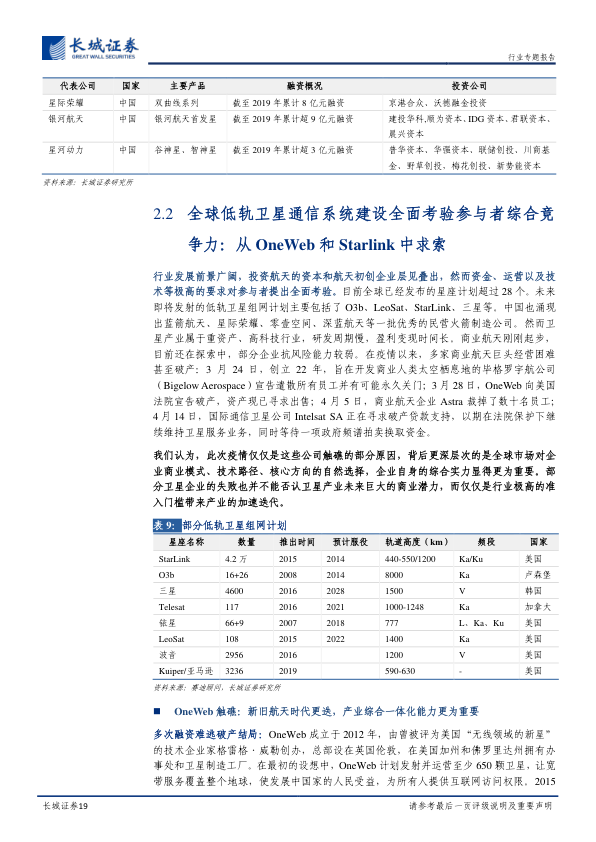 长城证券
GREAT WALL SECURITIES
行业专题报告
代表公司 国家 主要产品 融资概况 投资公司
星际荣耀 中国 双曲线系列 截至 2019 年累计 8 亿元融资 京港合众、沃德融金投资
银河航天 中国 银河航天首发星 截至 2019 年累计超 9 亿元融资 建投华科,顺为资本、IDG 资本、君联资本、
晨兴资本
星河动力 中国 谷神星、智神星 截至 2019 年累计超 3 亿元融资 普华资本、华强资本、联储创投、川商基
金、野草创投、梅花创投、新势能资本
资料来源：长城证券研究所
2.2 全球低轨卫星通信系统建设全面考验参与者综合竞
争力：从 OneWeb 和 Starlink 中求索
行业发展前景广阔，投资航天的资本和航天初创企业层见叠出，然而资金、运营以及技
术等极高的要求对参与者提出全面考验。目前全球已经发布的星座计划超过 28 个。未来
即将发射的低轨卫星组网计划主要包括了 O3b、LeoSat、StarLink、三星等。中国也涌现
出蓝箭航天、星际荣耀、零壹空间、深蓝航天等一批优秀的民营火箭制造公司。然而卫
星产业属于重资产、高科技行业，研发周期慢，盈利变现时间长。商业航天刚刚起步，
目前还在探索中，部分企业抗风险能力较弱。在疫情以来，多家商业航天巨头经营困难
甚至破产：3 月 24 日，创立 22 年，旨在开发商业人类太空栖息地的毕格罗宇航公司
（Bigelow Aerospace）宣告遣散所有员工并有可能永久关门；3 月 28 日，OneWeb 向美国
法院宣告破产，资产现已寻求出售；4 月 5 日，商业航天企业 Astra 裁掉了数十名员工；
4 月 14 日，国际通信卫星公司 Intelsat SA 正在寻求破产贷款支持，以期在法院保护下继
续维持卫星服务业务，同时等待一项政府频谱拍卖换取资金。
我们认为，此次疫情仅仅是这些公司触礁的部分原因，背后更深层次的是全球市场对企
业商业模式、技术路径、核心方向的自然选择，企业自身的综合实力显得更为重要。部
分卫星企业的失败也并不能否认卫星产业未来巨大的商业潜力，而仅仅是行业极高的准
入门槛带来产业的加速迭代。
表 9：部分低轨卫星组网计划
星座名称 数量 推出时间 预计服役 轨道高度（km） 频段 国家
StarLink 4.2 万 2015 2014 440-550/1200 Ka/Ku 美国
O3b 16+26 2008 2014 8000 Ka 卢森堡
三星 4600 2016 2028 1500 V 韩国
Telesat 117 2016 2021 1000-1248 Ka 加拿大
铱星 66+9 2007 2018 777 L、Ka、Ku 美国
LeoSat 108 2015 2022 1400 Ka 美国
波音 2956 2016 1200 V 美国
Kuiper/亚马逊 3236 2019 590-630 - 美国
资料来源：赛迪顾问，长城证券研究所
■ OneWeb 触礁：新旧航天时代更迭，产业综合一体化能力更为重要
多次融资难逃破产结局：OneWeb 成立于 2012 年，由曾被评为美国“无线领域的新星”
的技术企业家格雷格·威勒创办，总部设在英国伦敦，在美国加州和佛罗里达州拥有办
事处和卫星制造工厂。在最初的设想中，OneWeb 计划发射并运营至少 650 颗卫星，让宽
带服务覆盖整个地球，使发展中国家的人民受益，为所有人提供互联网访问权限。2015
长城证券19
请参考最后一页评级说明及重要声明